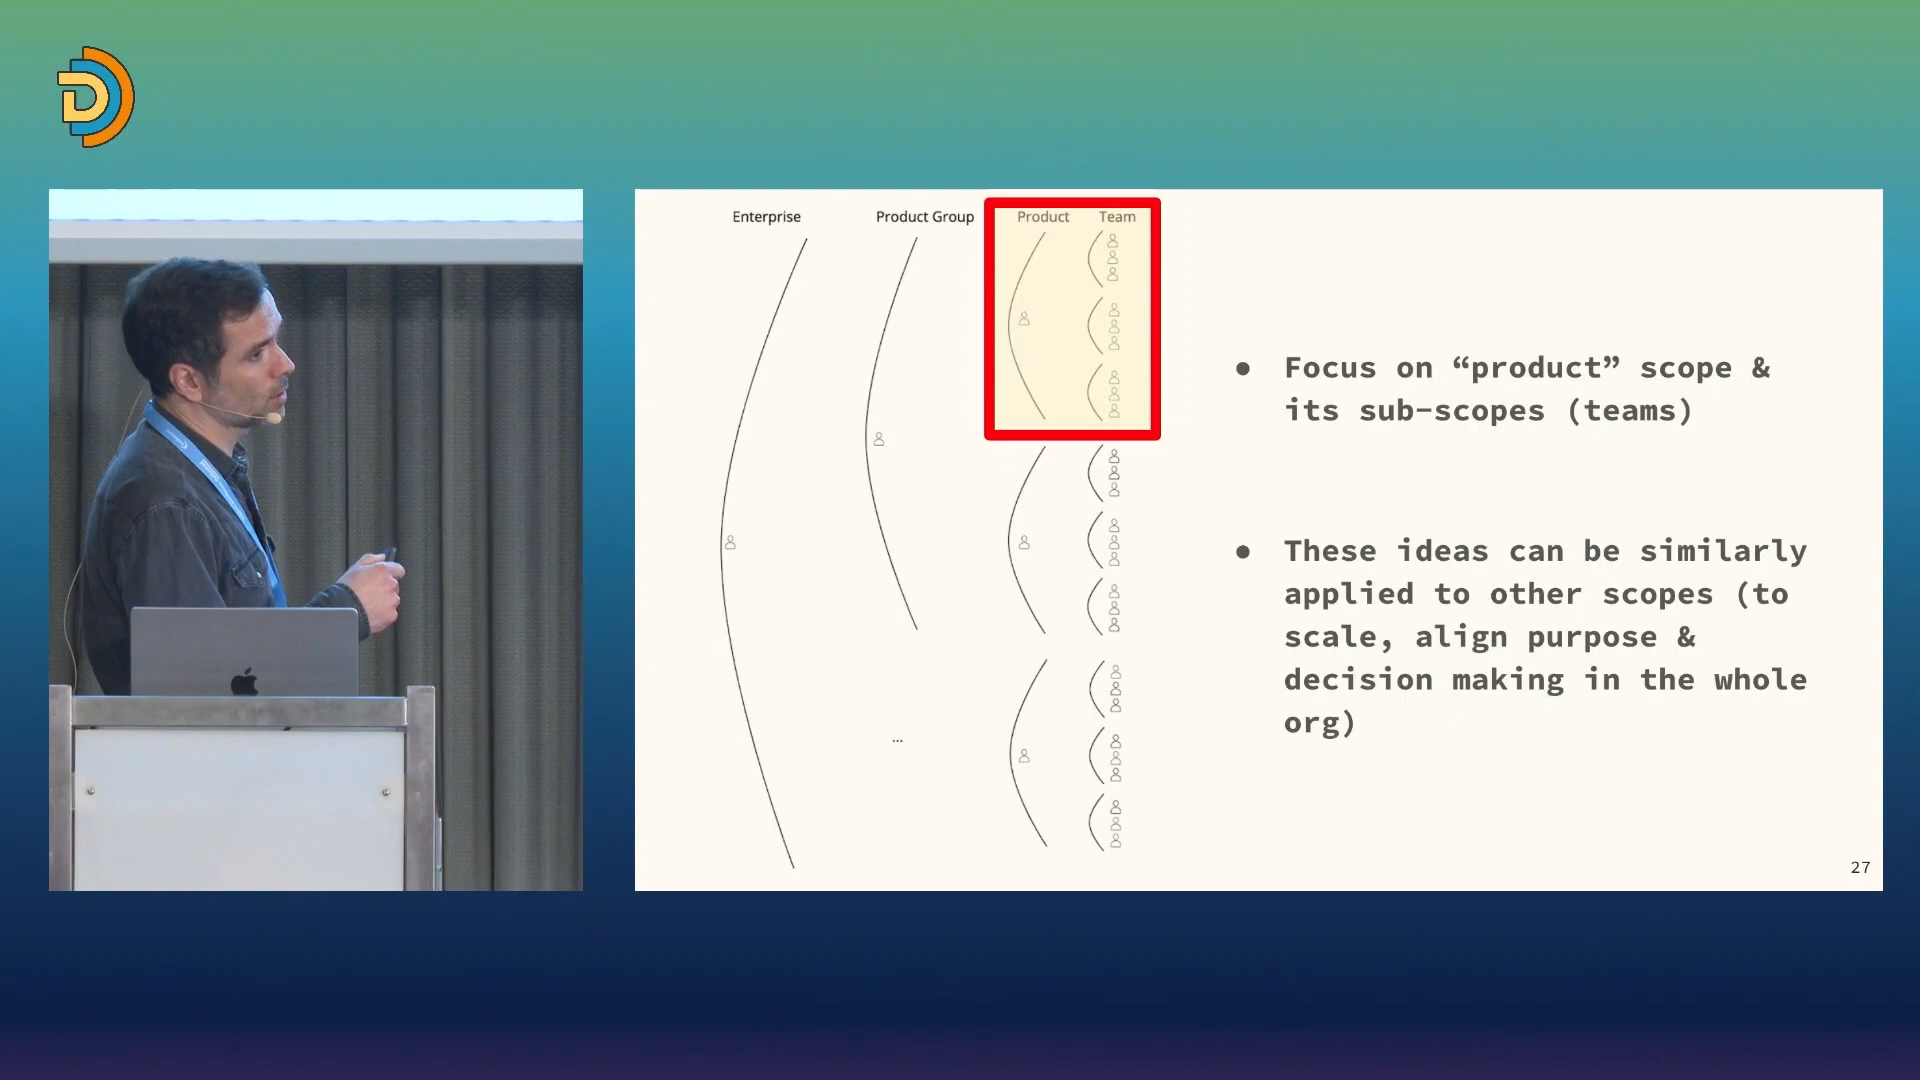 Enterprise
Product Group
Product
Team
...
● Focus on “product” scope &
its sub-scopes (teams)
● These ideas can be similarly
applied to other scopes (to
scale, align purpose &
decision making in the whole
org)
27